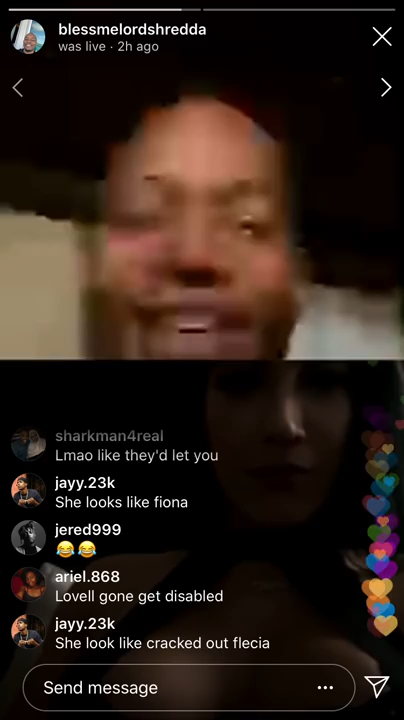 blessmelordshredda
was live · 2h ago
sharkman4real
Lmao like they'd let you
jayy.23k
She looks like fiona
jered999
😂😂
ariel.868
Lovell gone get disabled
jayy.23k
She look like cracked out flecia
Send message